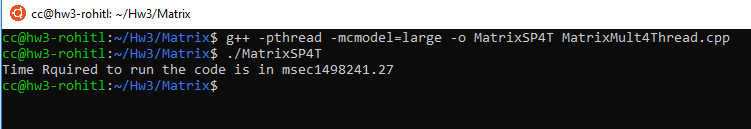 cc@hw3-rohitl: ~/Hw3/Matrix
cc@hw3-rohitl:~/Hw3/Matrix$ g++ -pthread -mcmodel=large -o MatrixSP4T MatrixMult4Thread.cpp
cc@hw3-rohitl:~/Hw3/Matrix$ ./MatrixSP4T
Time Rquired to run the code is in msec1498241.27
cc@hw3-rohitl:~/Hw3/Matrix$